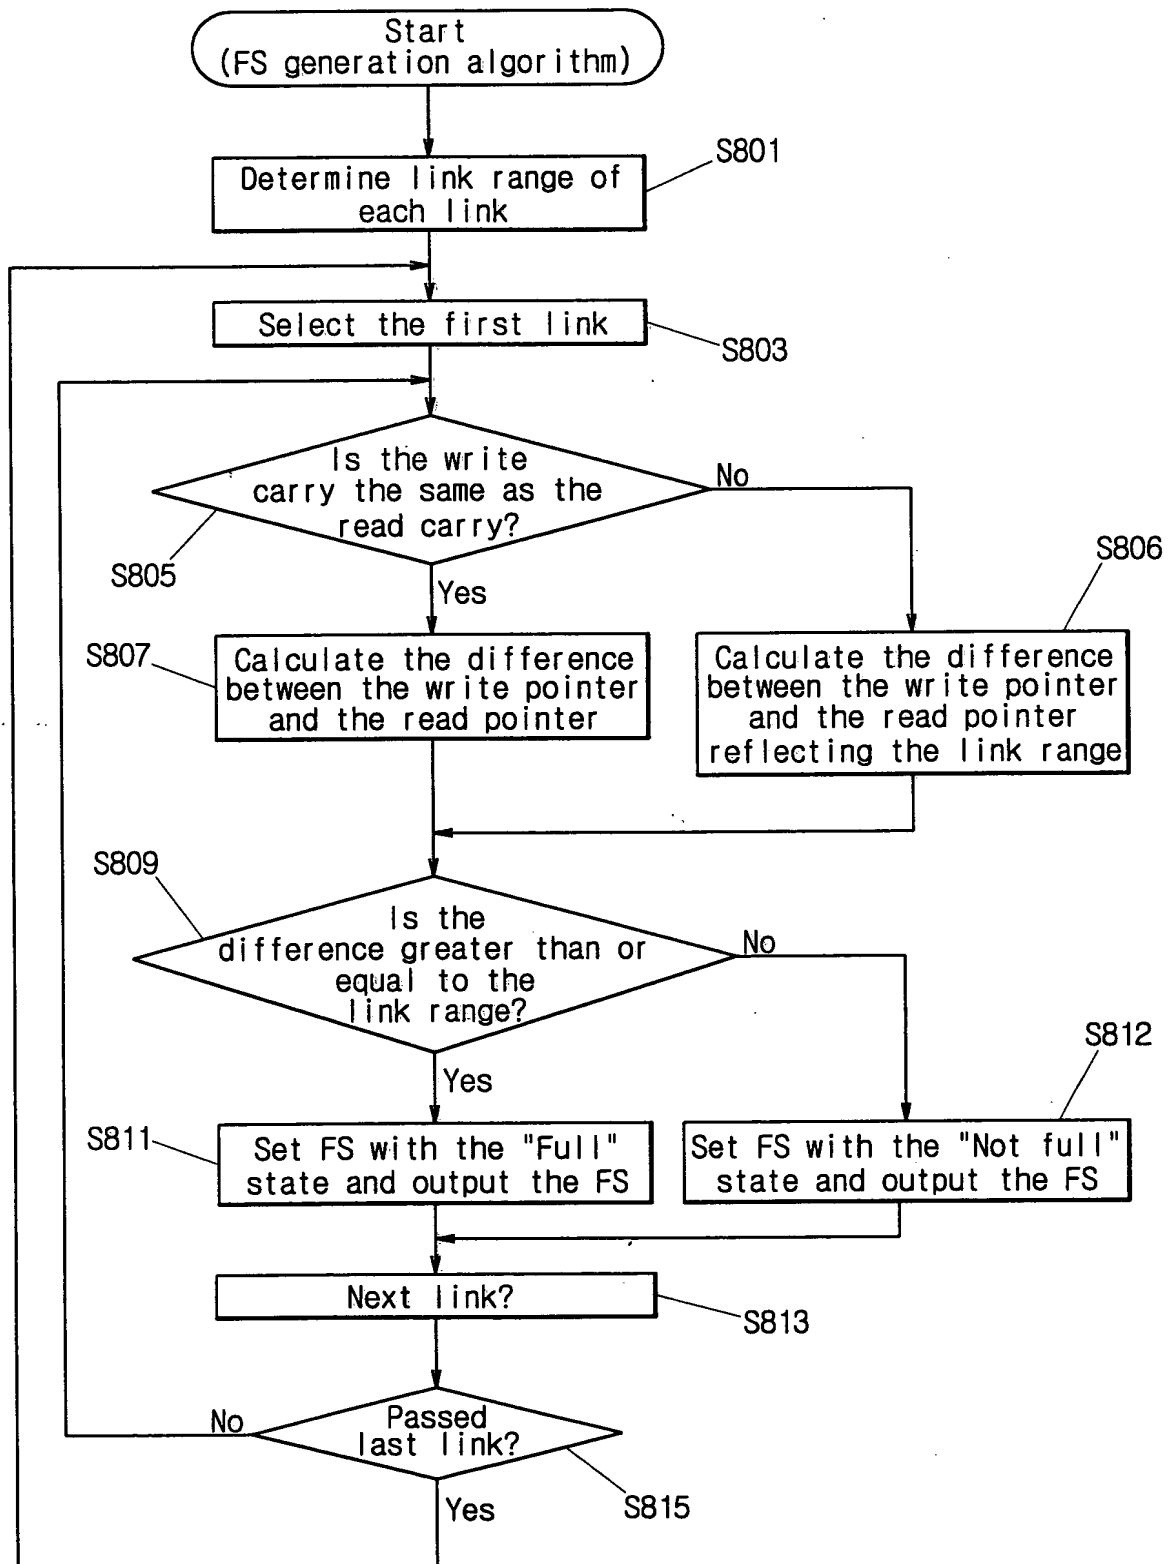 Start
(FS generation algorithm)
S801
Determine link range of
each link
Select the first link
S803
Is the write
carry the same as the
read carry?
No
S805
Yes
S806
S807
Calculate the difference
between the write pointer
and the read pointer
Calculate the difference
between the write pointer
and the read pointer
reflecting the link range
S809
Is the
difference greater than or
equal to the
link range?
No
Yes
S812
S811
Set FS with the "Full"
state and output the FS
Set FS with the "Not full"
state and output the FS
Next link?
S813
No
Passed
last link?
Yes
S815